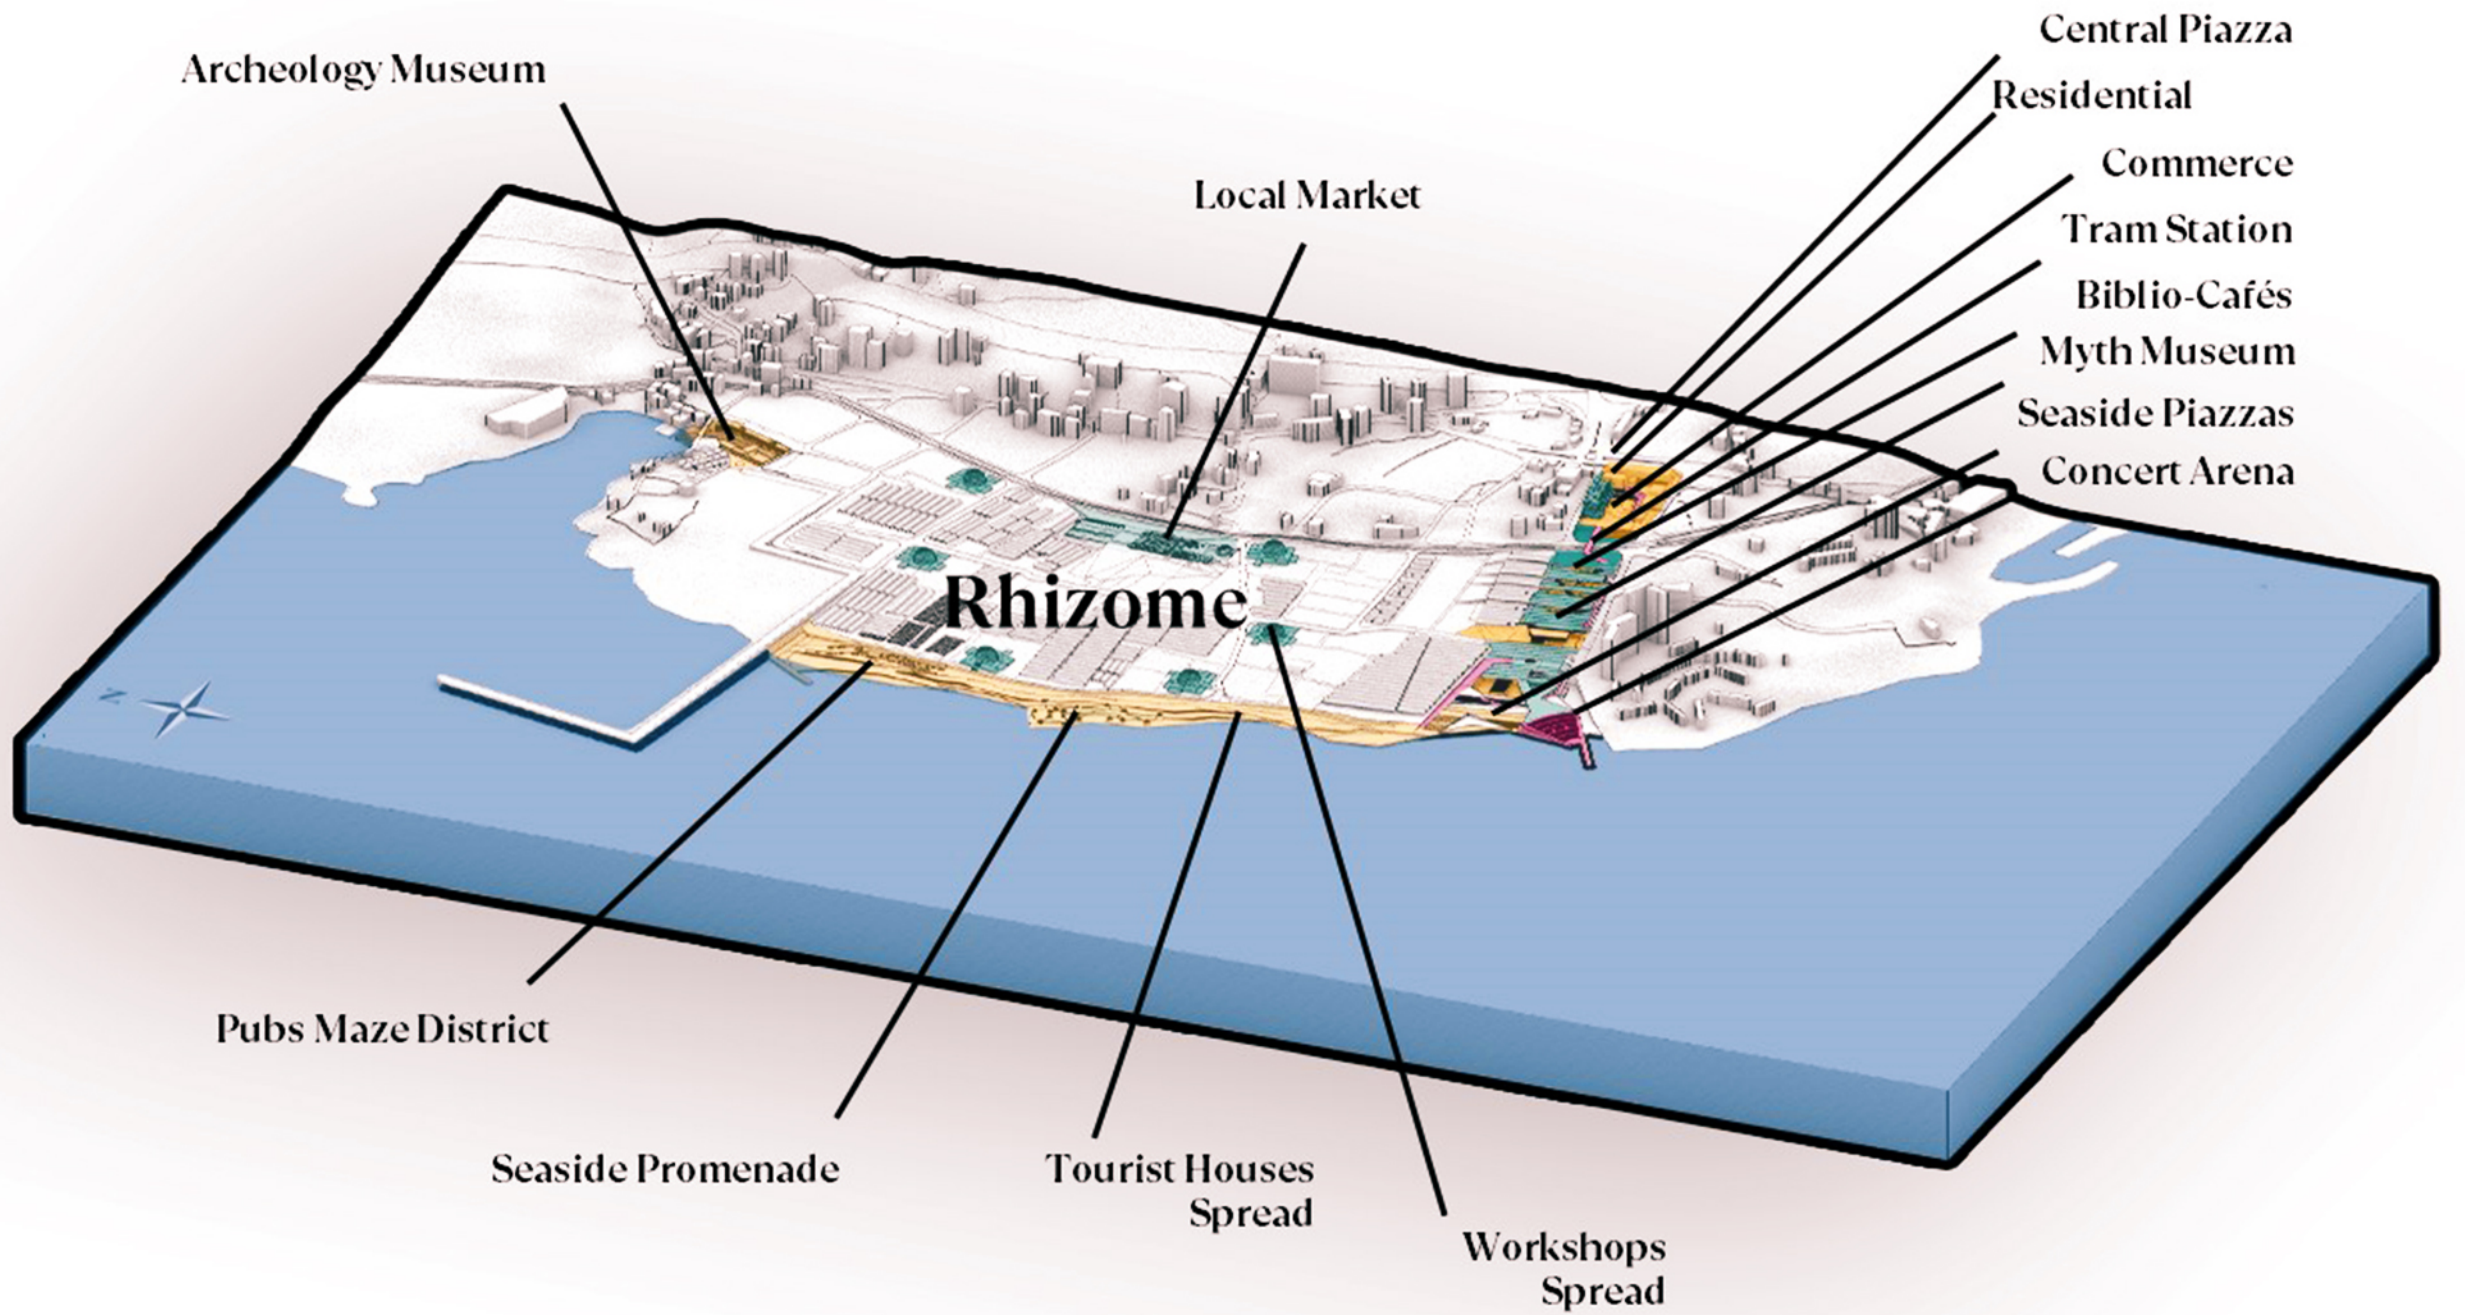 Central Piazza
Archeology Museum
Residential
Commerce
Local Market
Tram Station
Biblio-Cafés
Myth Museum
Seaside Piazzas
Concert Arena
Rhizome
N
Pubs Maze District
Seaside Promenade
Tourist Houses
Spread
Workshops
Spread